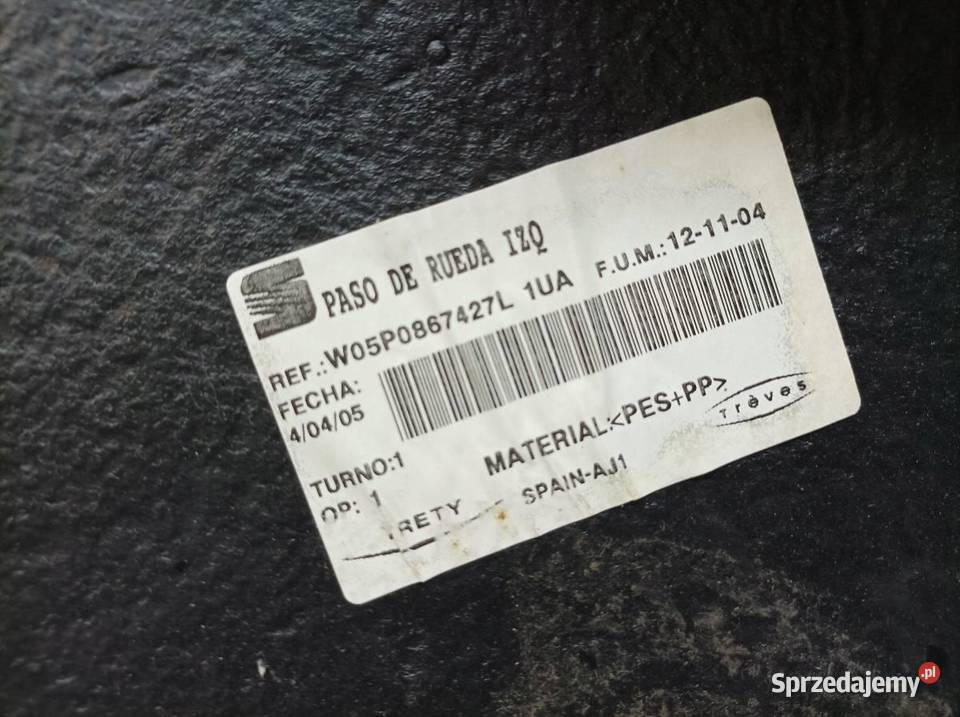 PASO DE RUEDA IZQ
REF.:W05P0867427L 1UA F.U.M.:12-11-04
FECHA:
4/04/05
TURNO:1
OP: 1
MATERIAL:<PES+PP>
Trèves
RETY
SPAIN-AJ1
Sprzedajemy.pl